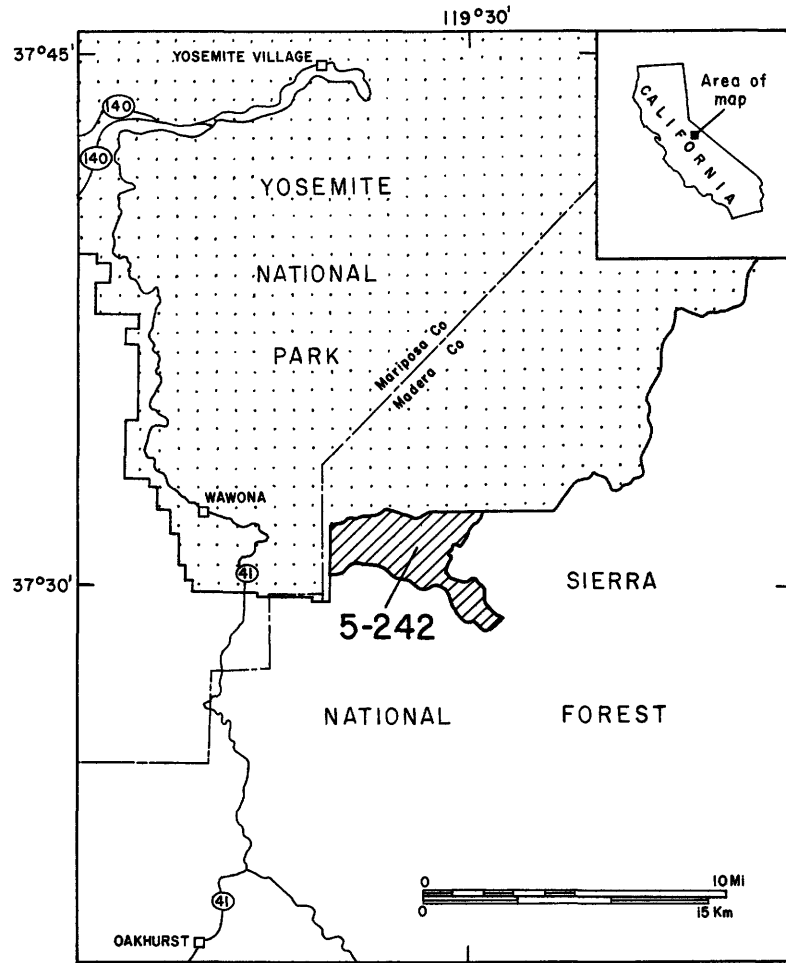 119°30'
37°45'
YOSEMITE VILLAGE
140
140
Area of
map
CALIFORNIA
YOSEMITE
NATIONAL
PARK
Mariposa Co
Madera Co
WAWONA
37°30'
41
SIERRA
5-242
NATIONAL FOREST
0 10 Mi
0 15 Km
41
OAKHURST